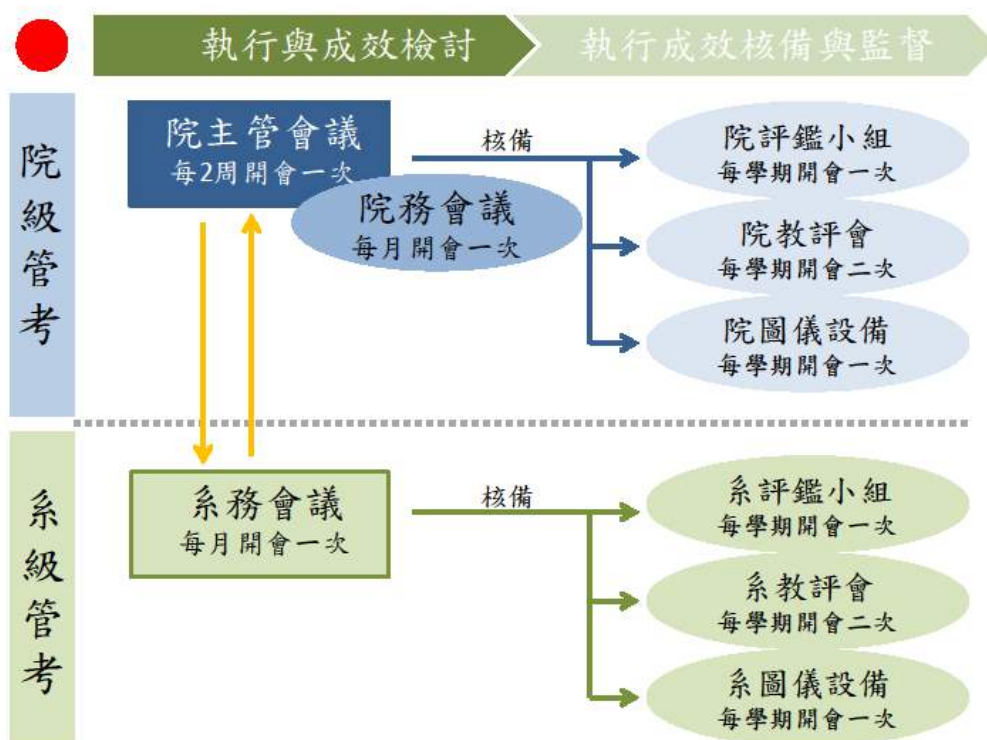 執行與成效檢討
執行成效核備與監督
院級管考
院主管會議
每2周開會一次
院務會議
每月開會一次
核備
院評鑑小組
每學期開會一次
院教評會
每學期開會二次
院圖儀設備
每學期開會一次
系級管考
系務會議
每月開會一次
核備
系評鑑小組
每學期開會一次
系教評會
每學期開會二次
系圖儀設備
每學期開會一次